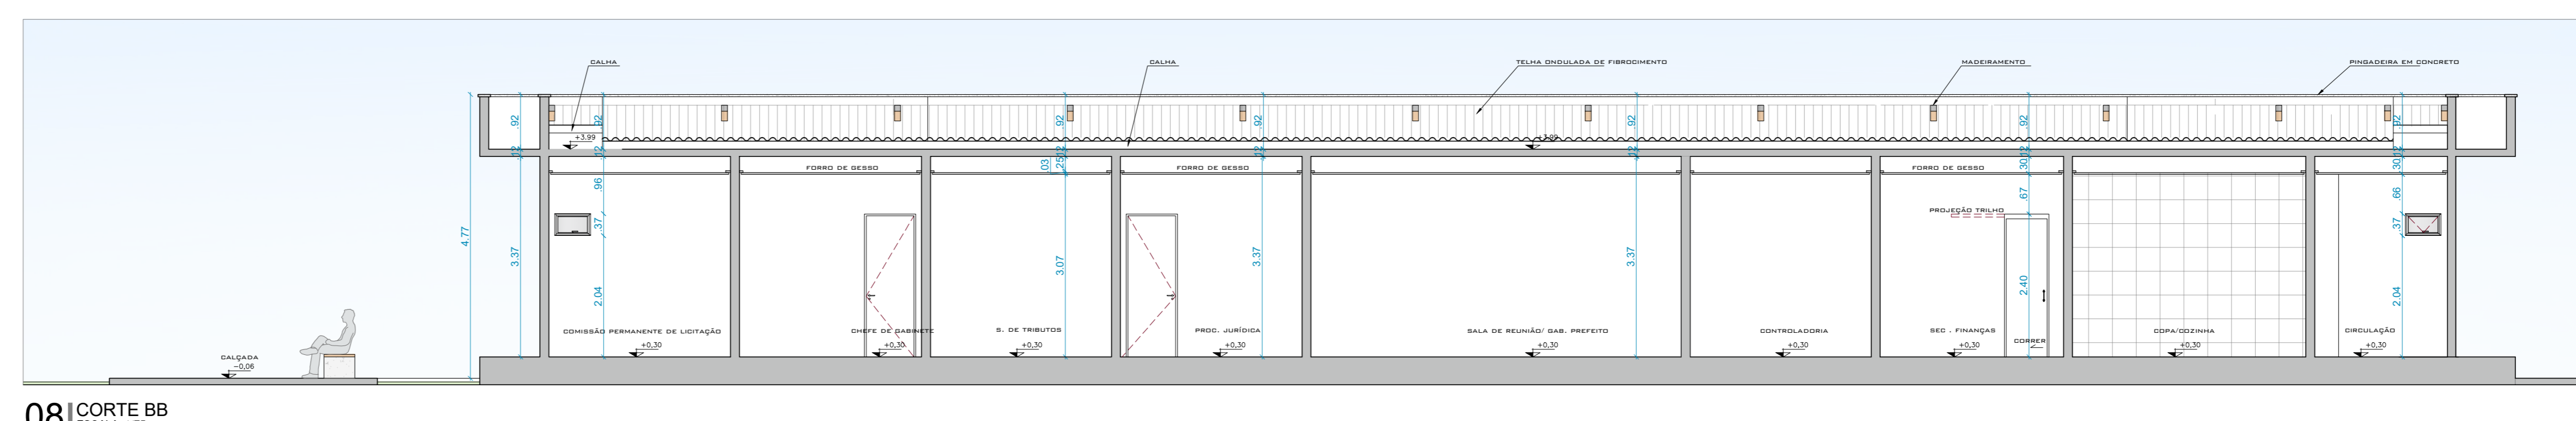 CALHA
CALHA
TELHA ONDULADA DE FIBROCIMENTO
MADEIRAMENTO
PINGADEIRA EM CONCRETO
.92 .92 .92 .92 .92 .92 .92
+3.99
+3.99
.12 .12 .12 .12 .12 .12 .12
FORRO DE GESSO
.03
.25
FORRO DE GESSO
FORRO DE GESSO
.30
.30
.96
.67
.66
PROJEÇÃO TRILHO
.37
.37
4.77
3.37
3.07
3.37
3.37
2.04
2.40
2.04
COMISSÃO PERMANENTE DE LICITAÇÃO
CHEFE DE GABINETE
S. DE TRIBUTOS
PROC. JURÍDICA
SALA DE REUNIÃO/ GAB. PREFEITO
CONTROLADORIA
SEC . FINANÇAS
COPA/COZINHA
CIRCULAÇÃO
CORRER
+0,30
+0,30
+0,30
+0,30
+0,30
+0,30
+0,30
+0,30
+0,30
CALÇADA
-0,06
08
CORTE BB